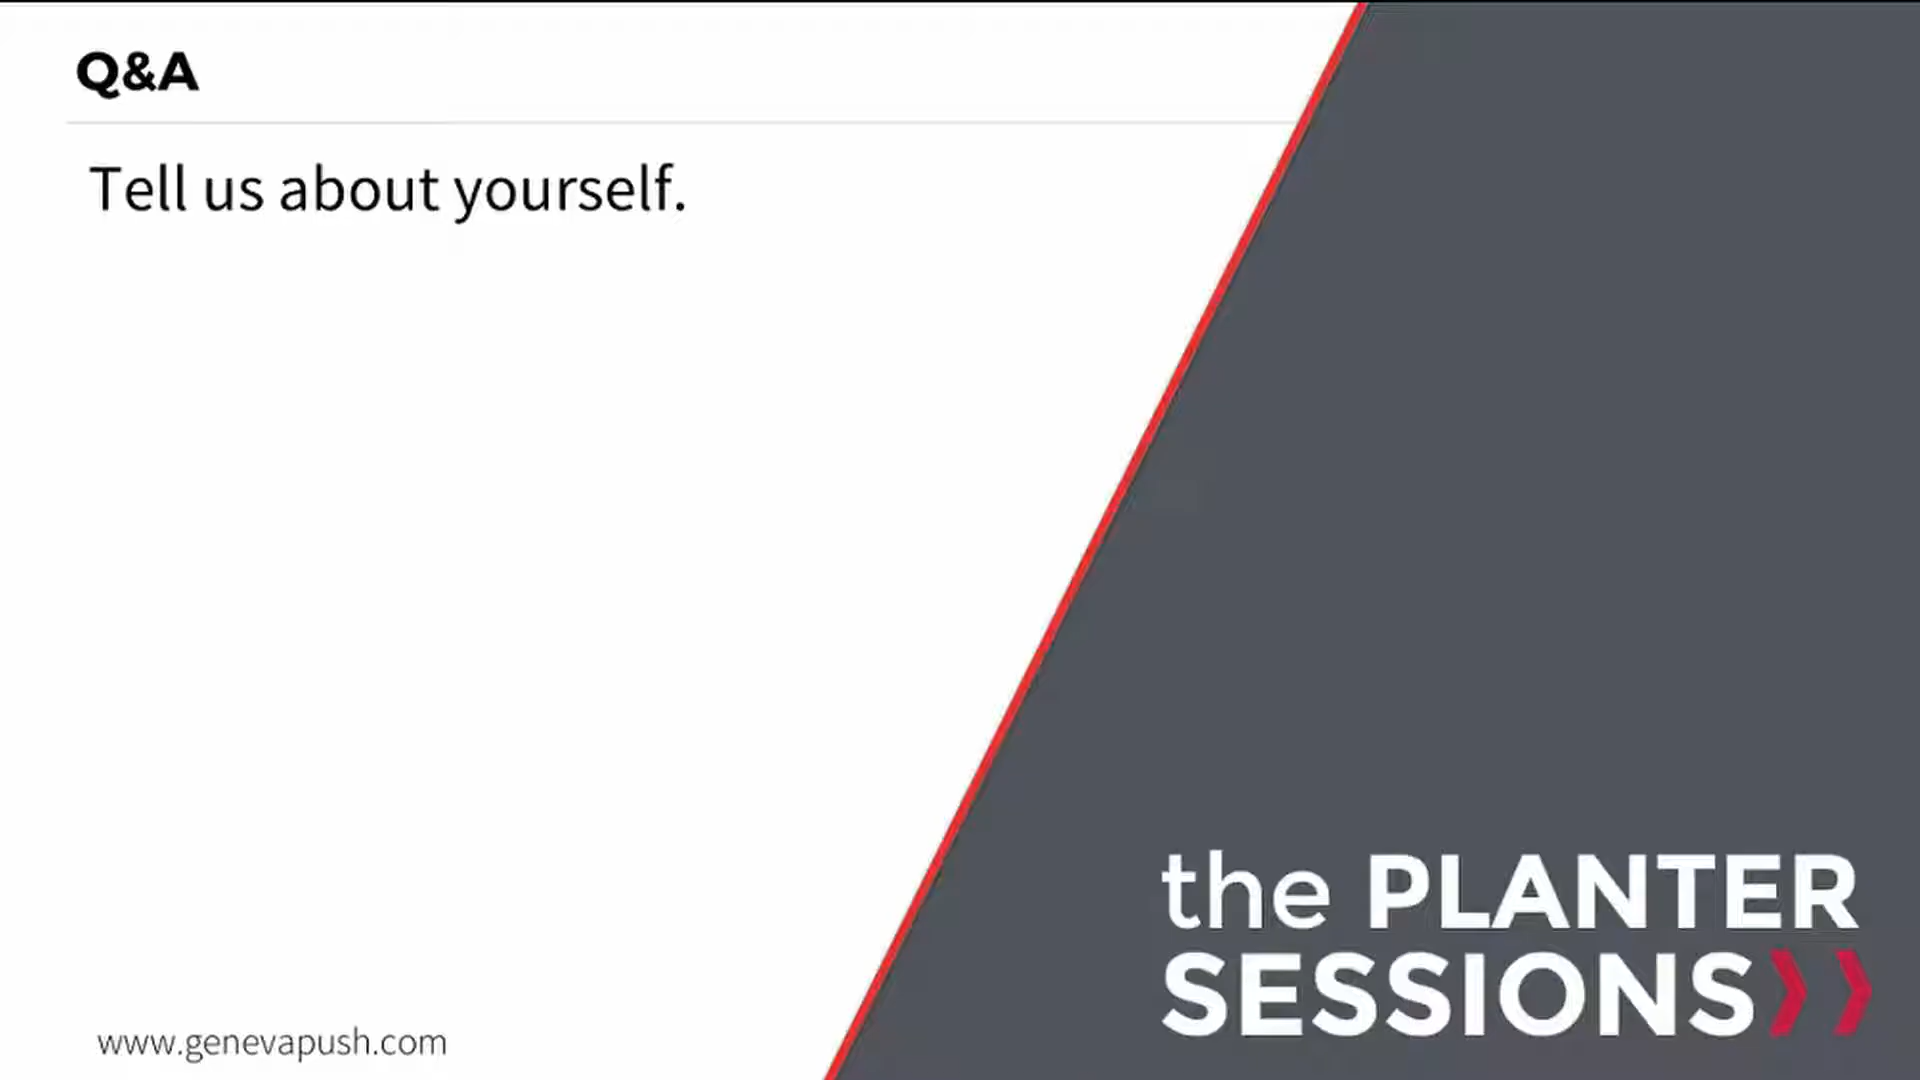 Q&A
Tell us about yourself.
the PLANTER
SESSIONS
www.genevapush.com